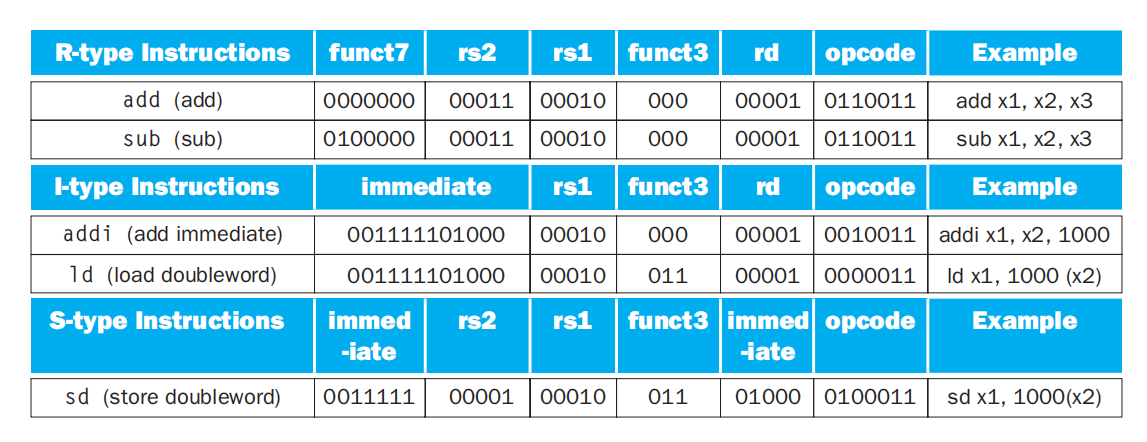 R-type Instructions funct7 rs2 rs1 funct3 rd opcode Example
add (add) 0000000 00011 00010 000 00001 0110011 add x1, x2, x3
sub (sub) 0100000 00011 00010 000 00001 0110011 sub x1, x2, x3
I-type Instructions immediate rs1 funct3 rd opcode Example
addi (add immediate) 001111101000 00010 000 00001 0010011 addi x1, x2, 1000
ld (load doubleword) 001111101000 00010 011 00001 0000011 ld x1, 1000 (x2)
S-type Instructions immed rs2 rs1 funct3 immed opcode Example
-iate -iate
sd (store doubleword) 0011111 00001 00010 011 01000 0100011 sd x1, 1000(x2)